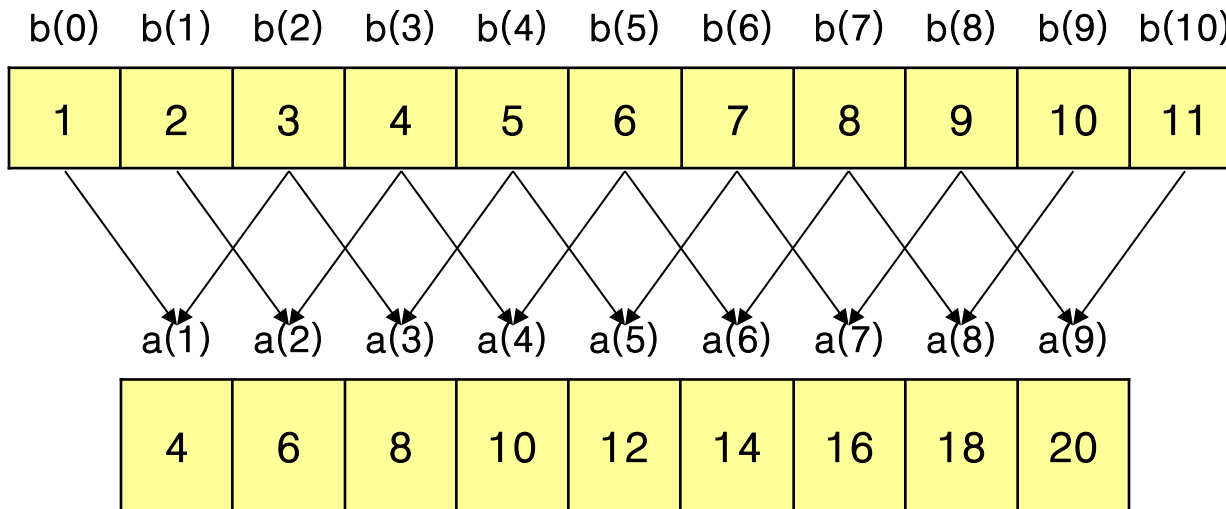 b(0) b(1) b(2) b(3) b(4) b(5) b(6) b(7) b(8) b(9) b(10)
1 2 3 4 5 6 7 8 9 10 11
a(1) a(2) a(3) a(4) a(5) a(6) a(7) a(8) a(9)
4 6 8 10 12 14 16 18 20